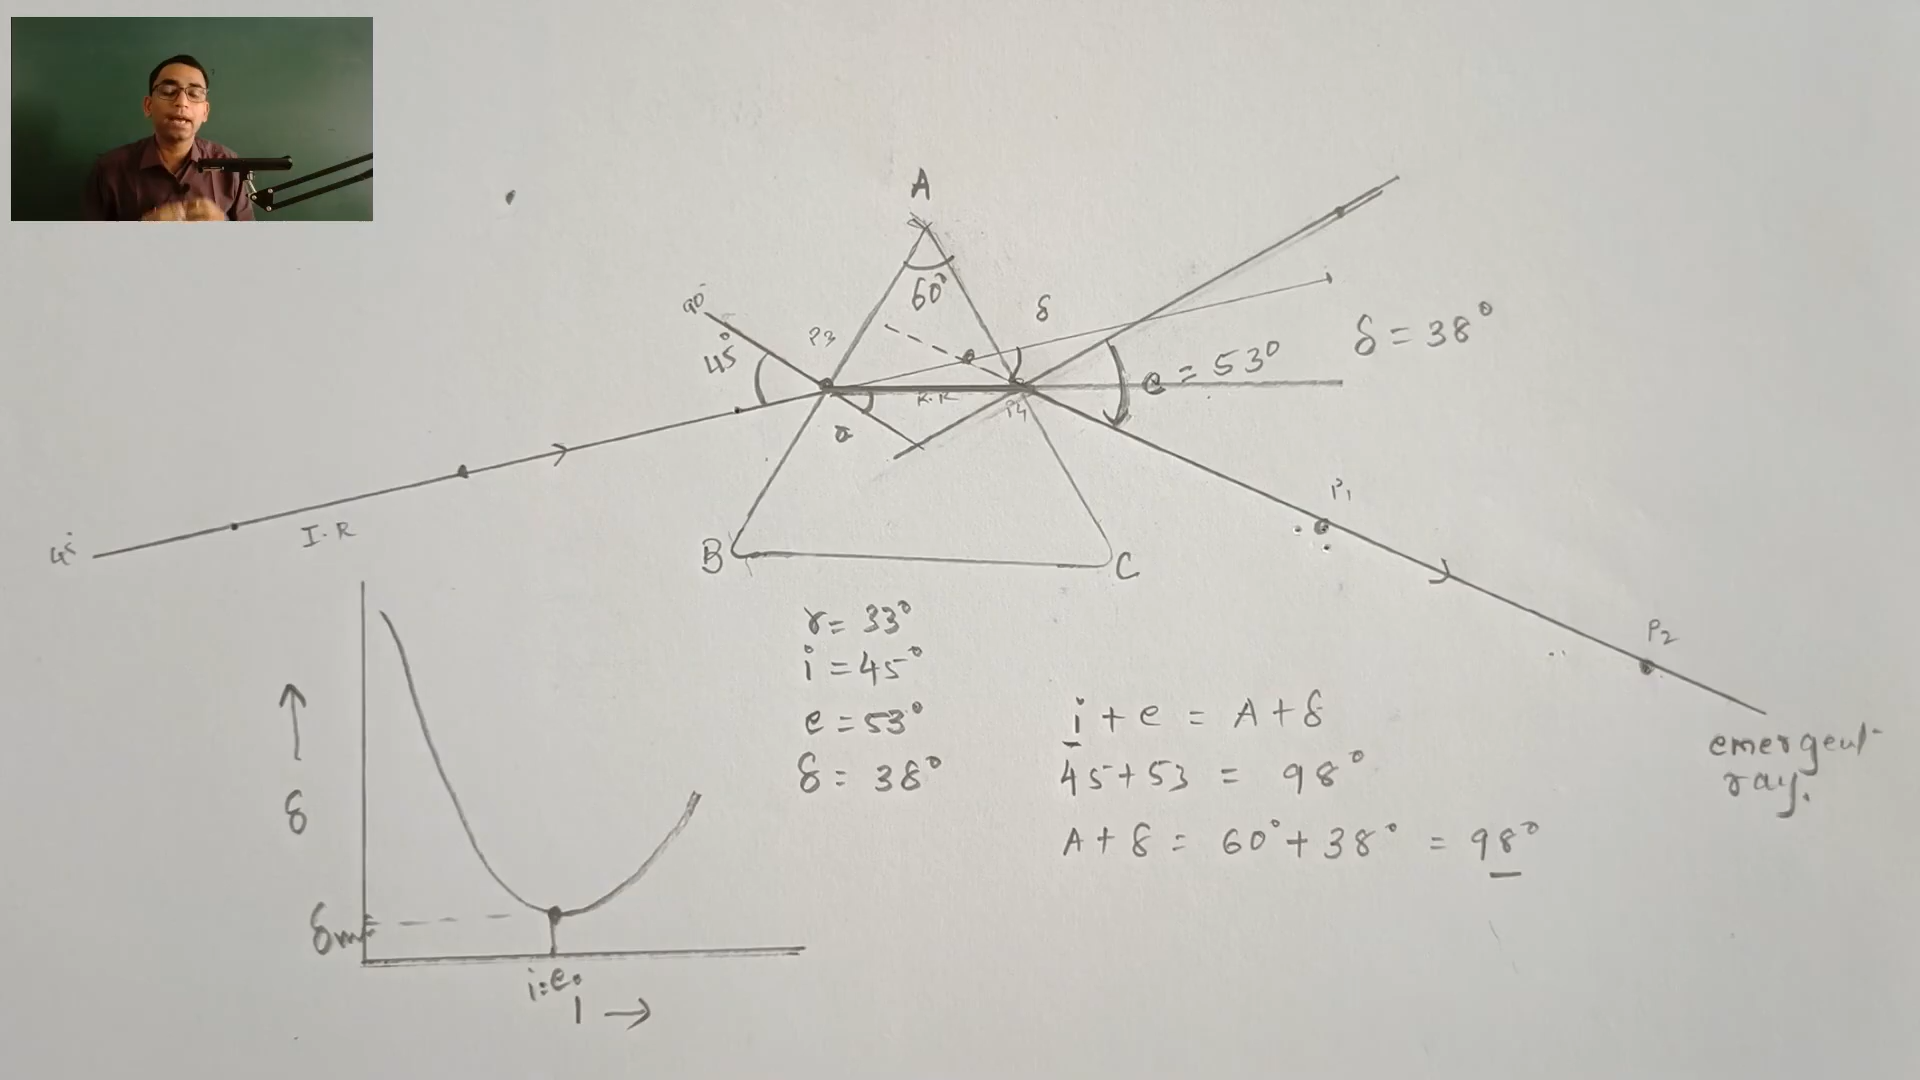 A
60°
90°
45°
P3
δ
δ = 38°
e = 53°
R.R
P4
r
45°
I.R
B
C
P1
P2
emergent
ray.
r = 33°
i = 45°
e = 53°
δ = 38°
i + e = A + δ
45 + 53 = 98°
A + δ = 60° + 38° = 98°
↑
δ
δm
i=e.
i →